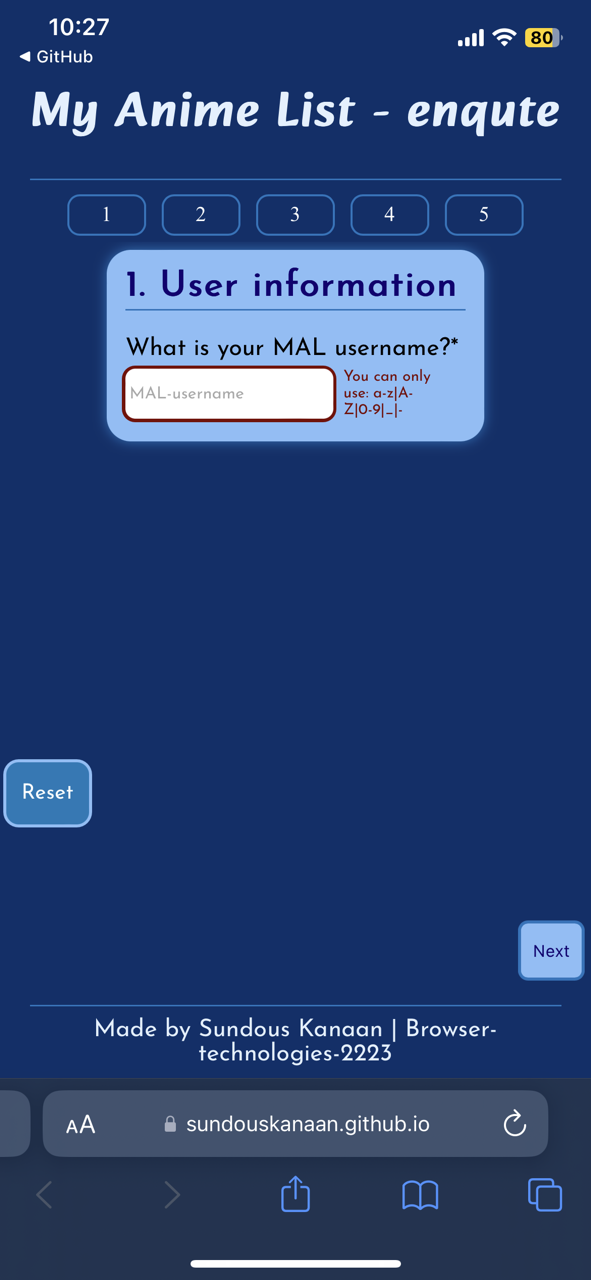 10:27
80
◀ GitHub
My Anime List - enqute
1 2 3 4 5
1. User information
What is your MAL username?*
MAL-username
You can only
use: a-z|A-
Z|0-9|_|-
Reset
Next
Made by Sundous Kanaan | Browser-
technologies-2223
AA sundouskanaan.github.io